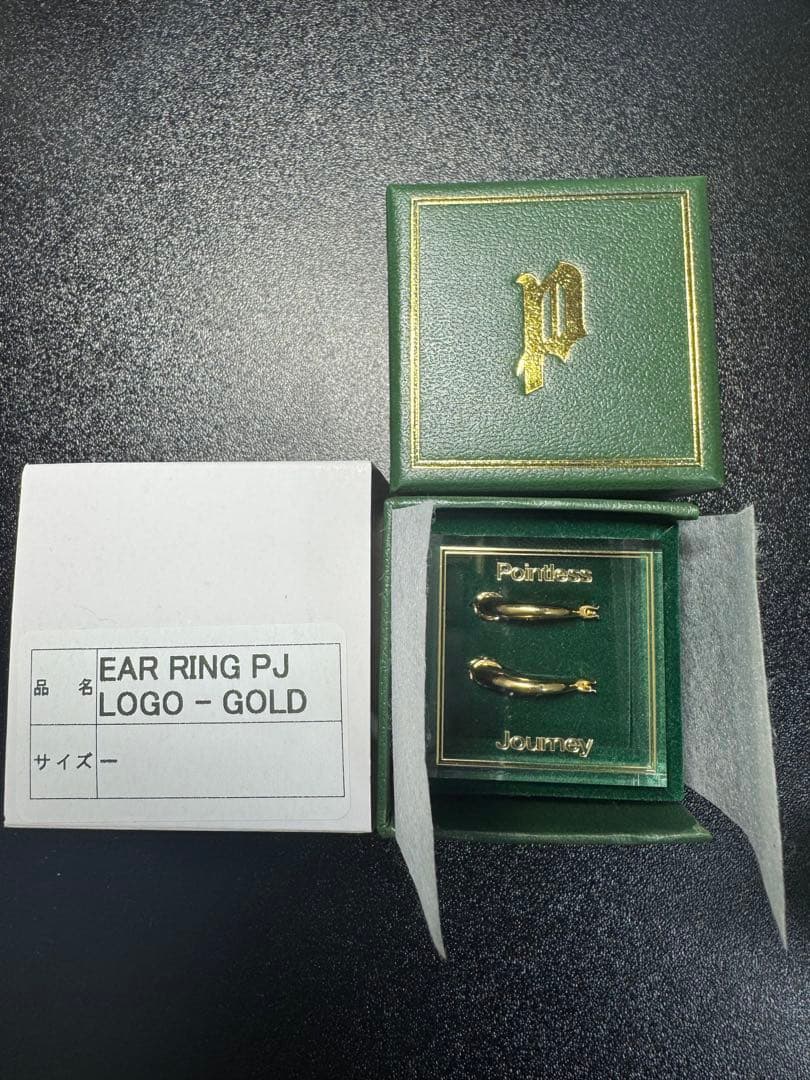 p
Pointless
Journey
品 名 EAR RING PJ
LOGO − GOLD
サイズ ー